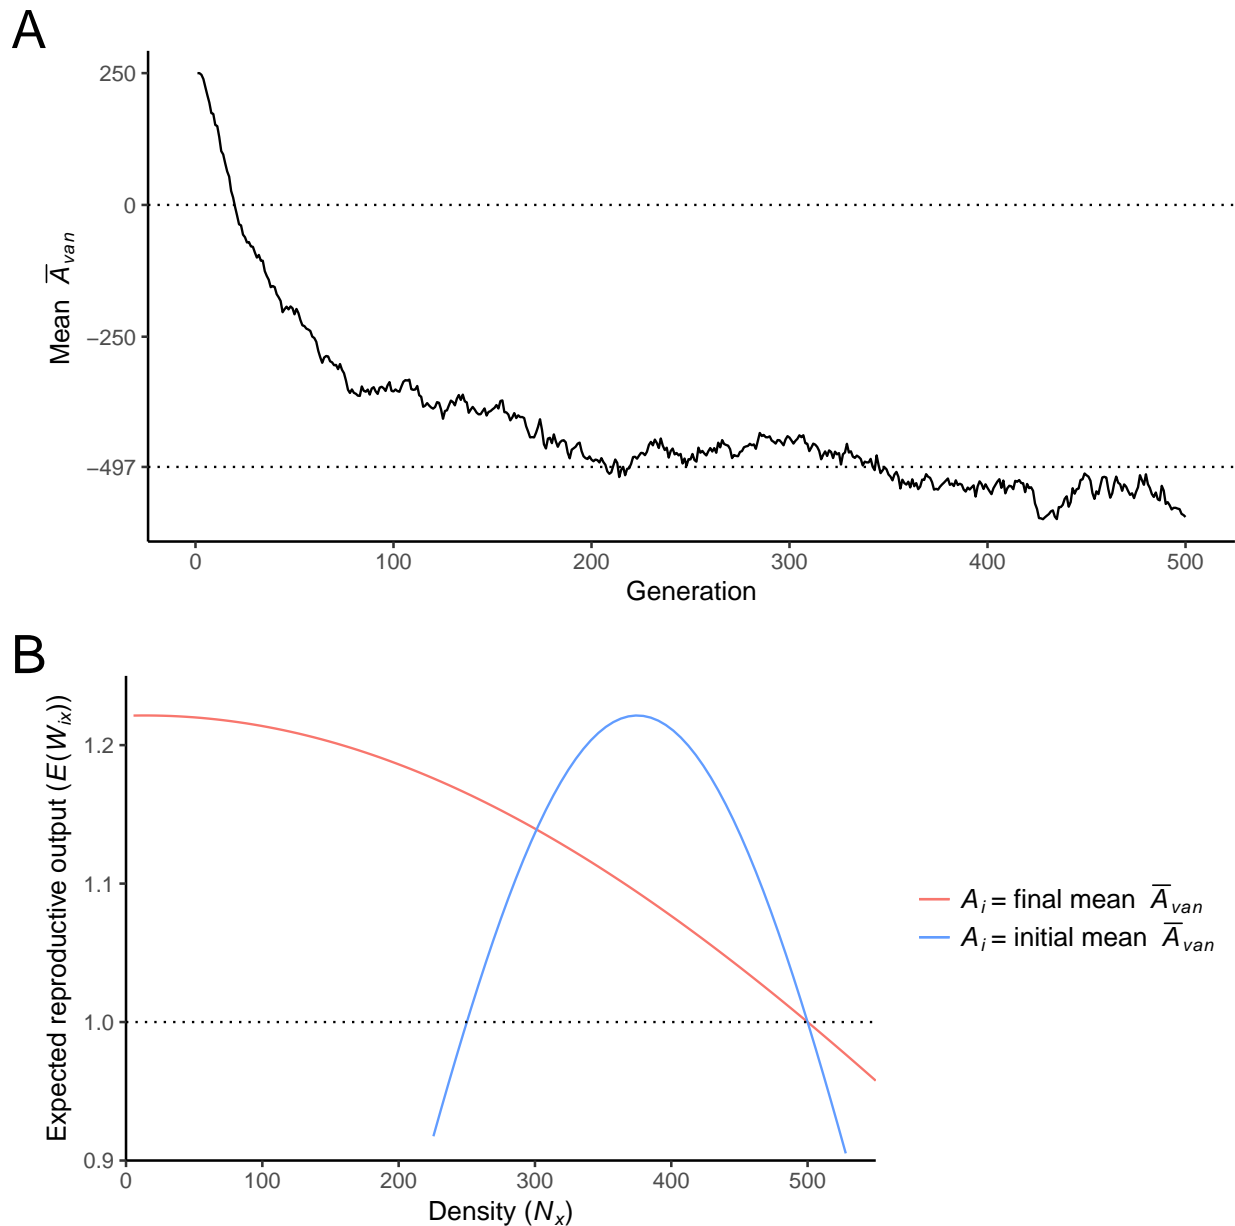 A
250
0
−250
−497
Mean A̅van
0 100 200 300 400 500
Generation
B
1.2
1.1
1.0
0.9
Expected reproductive output (E(Wix))
0 100 200 300 400 500
Density (Nx)
Ai = final mean A̅van
Ai = initial mean A̅van